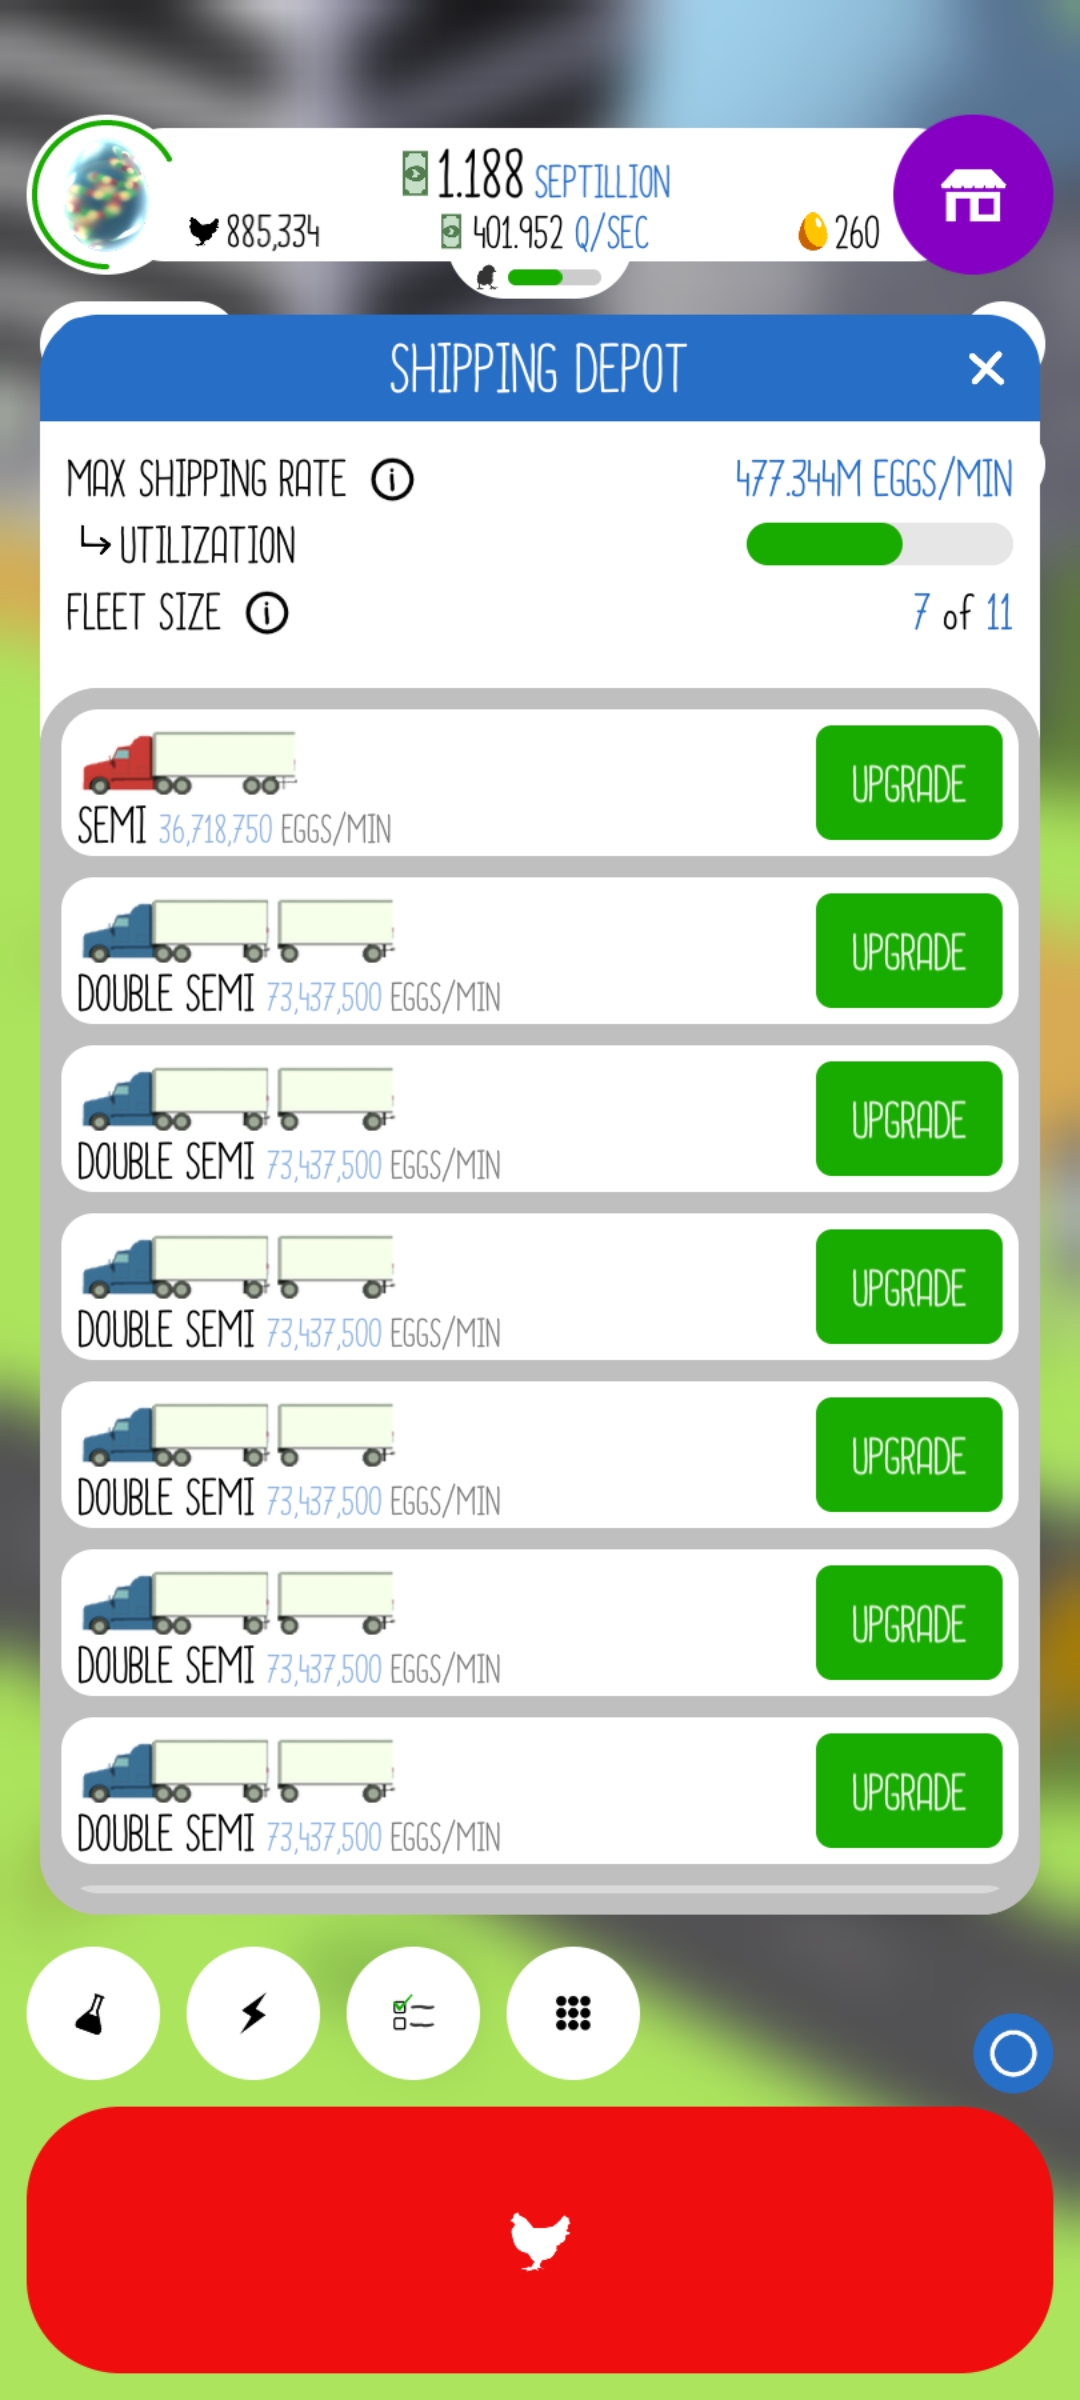 1.188 SEPTILLION
885,334 401.952 Q/SEC 260
SHIPPING DEPOT
MAX SHIPPING RATE 477.344M EGGS/MIN
UTILIZATION
FLEET SIZE 7 of 11
SEMI 36,718,750 EGGS/MIN
UPGRADE
DOUBLE SEMI 73,437,500 EGGS/MIN
UPGRADE
DOUBLE SEMI 73,437,500 EGGS/MIN
UPGRADE
DOUBLE SEMI 73,437,500 EGGS/MIN
UPGRADE
DOUBLE SEMI 73,437,500 EGGS/MIN
UPGRADE
DOUBLE SEMI 73,437,500 EGGS/MIN
UPGRADE
DOUBLE SEMI 73,437,500 EGGS/MIN
UPGRADE